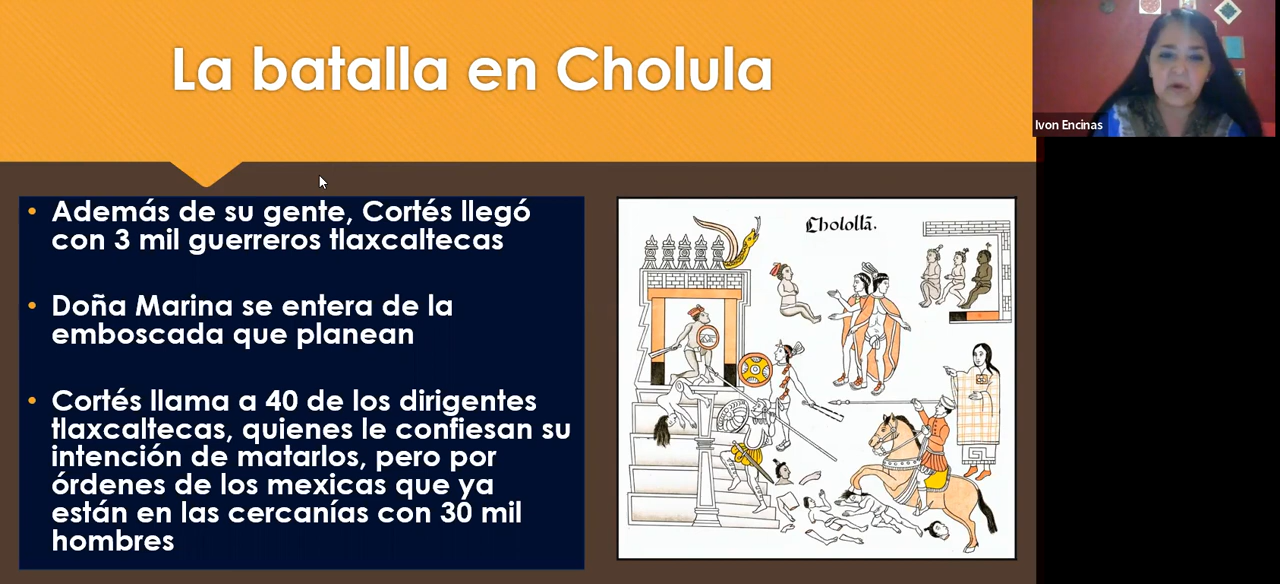 La batalla en Cholula
Ivon Encinas
• Además de su gente, Cortés llegó
con 3 mil guerreros tlaxcaltecas
• Doña Marina se entera de la
emboscada que planean
• Cortés llama a 40 de los dirigentes
tlaxcaltecas, quienes le confiesan su
intención de matarlos, pero por
órdenes de los mexicas que ya
están en las cercanías con 30 mil
hombres
Cholollā.